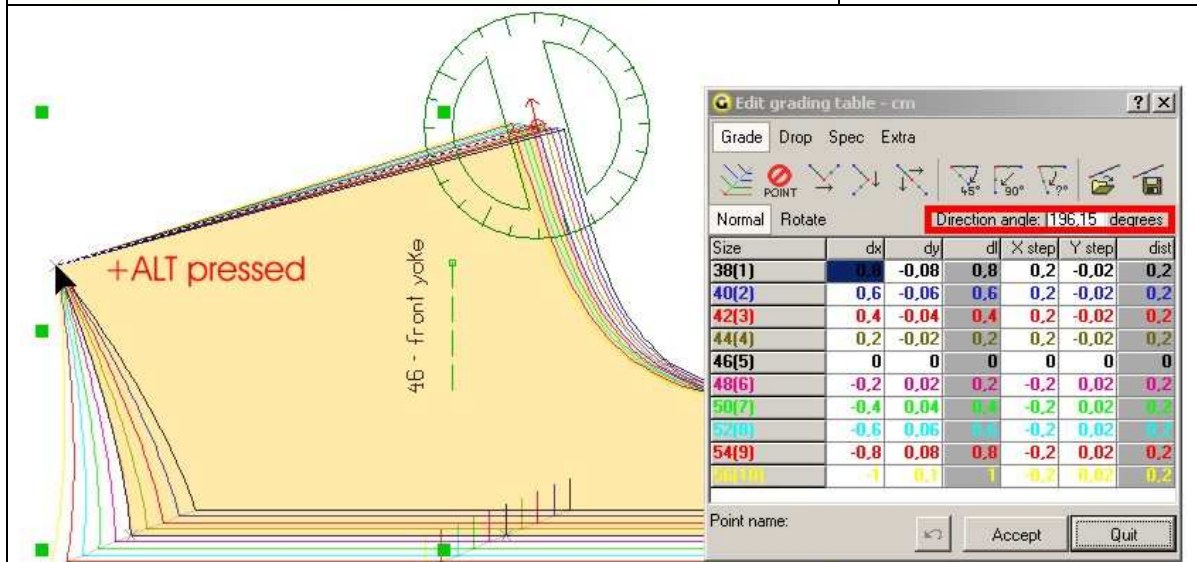 +ALT pressed
46 - front yoke
Edit grading table - cm
Grade Drop Spec Extra
POINT 45° 90° ?°
Normal Rotate Direction angle: 196,15 degrees
Size dx dy dl X step Y step dist
38(1) 0,8 -0,08 0,8 0,2 -0,02 0,2
40(2) 0,6 -0,06 0,6 0,2 -0,02 0,2
42(3) 0,4 -0,04 0,4 0,2 -0,02 0,2
44(4) 0,2 -0,02 0,2 0,2 -0,02 0,2
46(5) 0 0 0 0 0 0
48(6) -0,2 0,02 0,2 -0,2 0,02 0,2
50(7) -0,4 0,04 0,4 -0,2 0,02 0,2
52(8) -0,6 0,06 0,6 -0,2 0,02 0,2
54(9) -0,8 0,08 0,8 -0,2 0,02 0,2
56(10) -1 0,1 1 -0,2 0,02 0,2
Point name:
Accept Quit